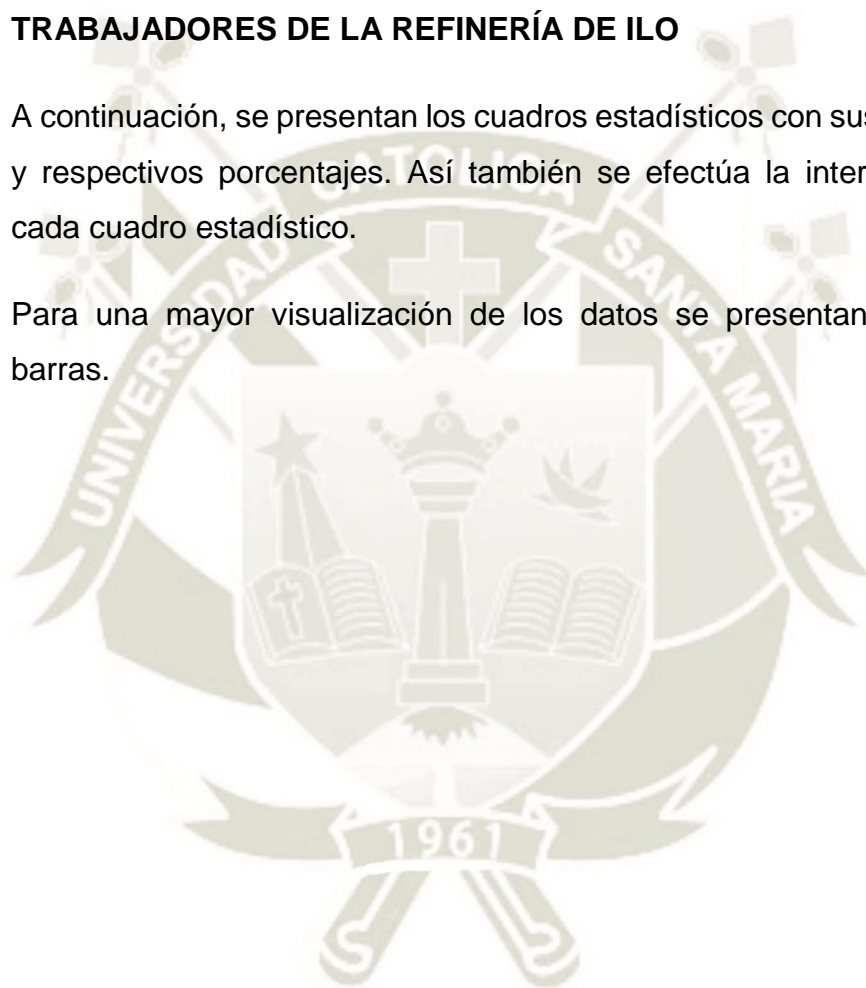 TRABAJADORES DE LA REFINERÍA DE ILO
A continuación, se presentan los cuadros estadísticos con sus
y respectivos porcentajes. Así también se efectúa la inter
cada cuadro estadístico.
Para una mayor visualización de los datos se presentan
barras.
UNIVERSIDAD CATOLICA SANTA MARIA
1961